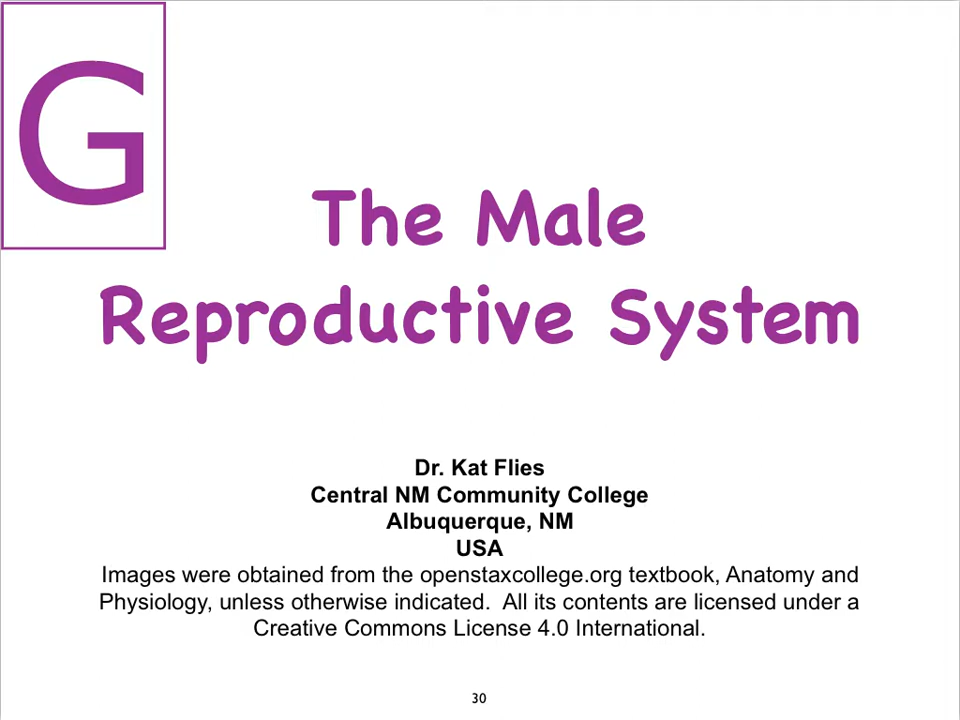 G
The Male
Reproductive System
Dr. Kat Flies
Central NM Community College
Albuquerque, NM
USA
Images were obtained from the openstaxcollege.org textbook, Anatomy and
Physiology, unless otherwise indicated.  All its contents are licensed under a
Creative Commons License 4.0 International.
30